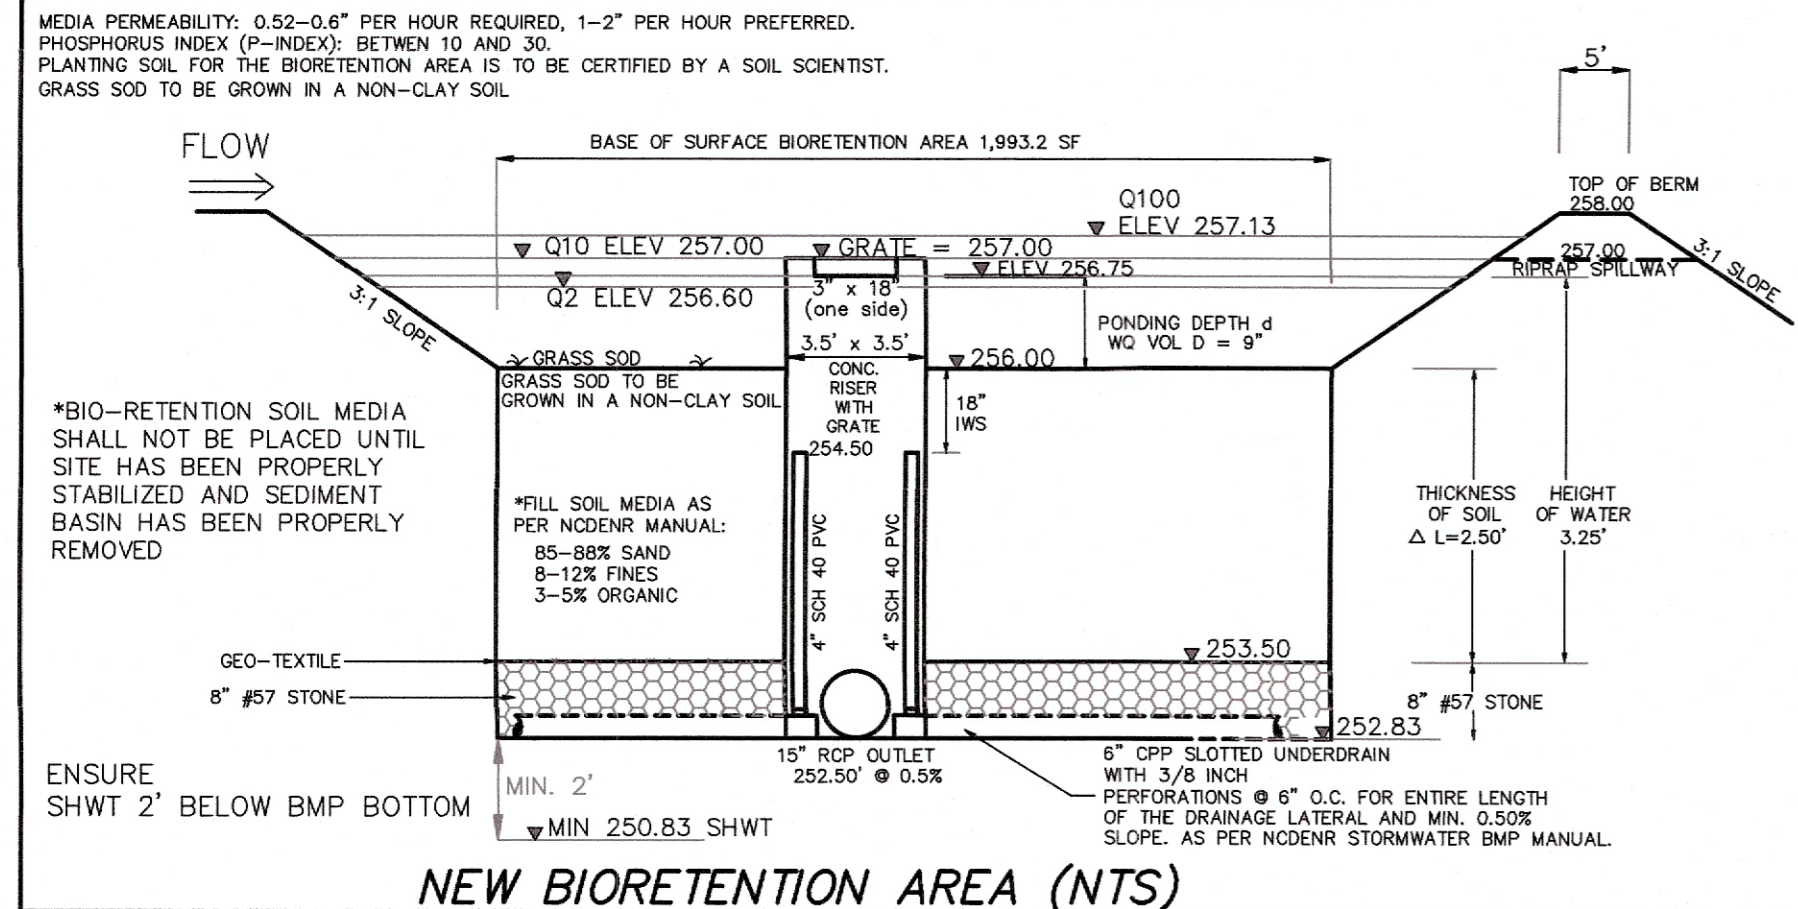 MEDIA PERMEABILITY: 0.52-0.6" PER HOUR REQUIRED, 1-2" PER HOUR PREFERRED.
PHOSPHORUS INDEX (P-INDEX): BETWEN 10 AND 30.
PLANTING SOIL FOR THE BIORETENTION AREA IS TO BE CERTIFIED BY A SOIL SCIENTIST.
GRASS SOD TO BE GROWN IN A NON-CLAY SOIL
5'
FLOW
BASE OF SURFACE BIORETENTION AREA 1,993.2 SF
TOP OF BERM
258.00
Q100
ELEV 257.13
Q10 ELEV 257.00
GRATE = 257.00
ELEV 256.75
257.00
RIPRAP SPILLWAY
3:1 SLOPE
Q2 ELEV 256.60
3:1 SLOPE
3" x 18"
(one side)
3.5' x 3.5'
CONC.
RISER
WITH
GRATE
254.50
PONDING DEPTH d
WQ VOL D = 9"
GRASS SOD
256.00
GRASS SOD TO BE
GROWN IN A NON-CLAY SOIL
18"
IWS
*BIO-RETENTION SOIL MEDIA
SHALL NOT BE PLACED UNTIL
SITE HAS BEEN PROPERLY
STABILIZED AND SEDIMENT
BASIN HAS BEEN PROPERLY
REMOVED
*FILL SOIL MEDIA AS
PER NCDENR MANUAL:
85-88% SAND
8-12% FINES
3-5% ORGANIC
4" SCH 40 PVC
4" SCH 40 PVC
THICKNESS
OF SOIL
Δ L=2.50'
HEIGHT
OF WATER
3.25'
GEO-TEXTILE
253.50
8" #57 STONE
8" #57 STONE
252.83
15" RCP OUTLET
252.50' @ 0.5%
6" CPP SLOTTED UNDERDRAIN
WITH 3/8 INCH
PERFORATIONS @ 6" O.C. FOR ENTIRE LENGTH
OF THE DRAINAGE LATERAL AND MIN. 0.50%
SLOPE. AS PER NCDENR STORMWATER BMP MANUAL.
ENSURE
SHWT 2' BELOW BMP BOTTOM
MIN. 2'
MIN 250.83 SHWT
NEW BIORETENTION AREA (NTS)